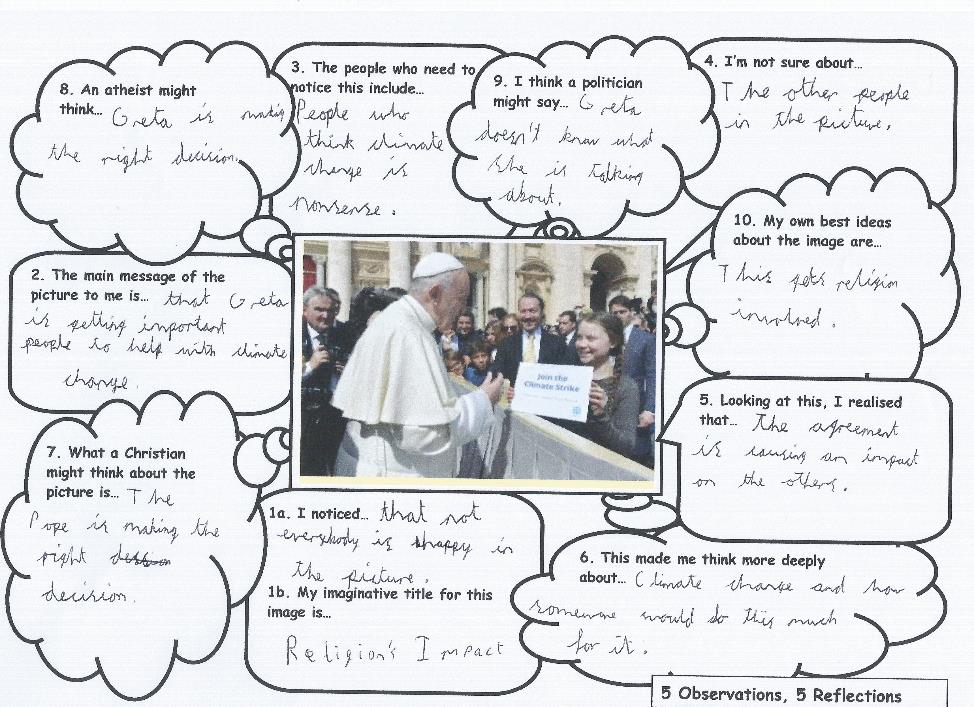 8. An atheist might
think... Greta is making
the right decision.
3. The people who need to
notice this include...
People who
think climate
change is
nonsense.
9. I think a politician
might say... Greta
doesn't know what
she is talking
about.
4. I'm not sure about...
The other people
in the picture.
10. My own best ideas
about the image are...
This gets religion
involved.
2. The main message of the
picture to me is... that Greta
is getting important
people to help with climate
change.
Join the
Climate Strike
5. Looking at this, I realised
that... The agreement
is causing an impact
on the others.
7. What a Christian
might think about the
picture is... The
Pope is making the
right
decision.
1a. I noticed... that not
everybody is happy in
the picture.
1b. My imaginative title for this
image is...
Religion's Impact
6. This made me think more deeply
about... Climate change and how
someone would do this much
for it.
5 Observations, 5 Reflections